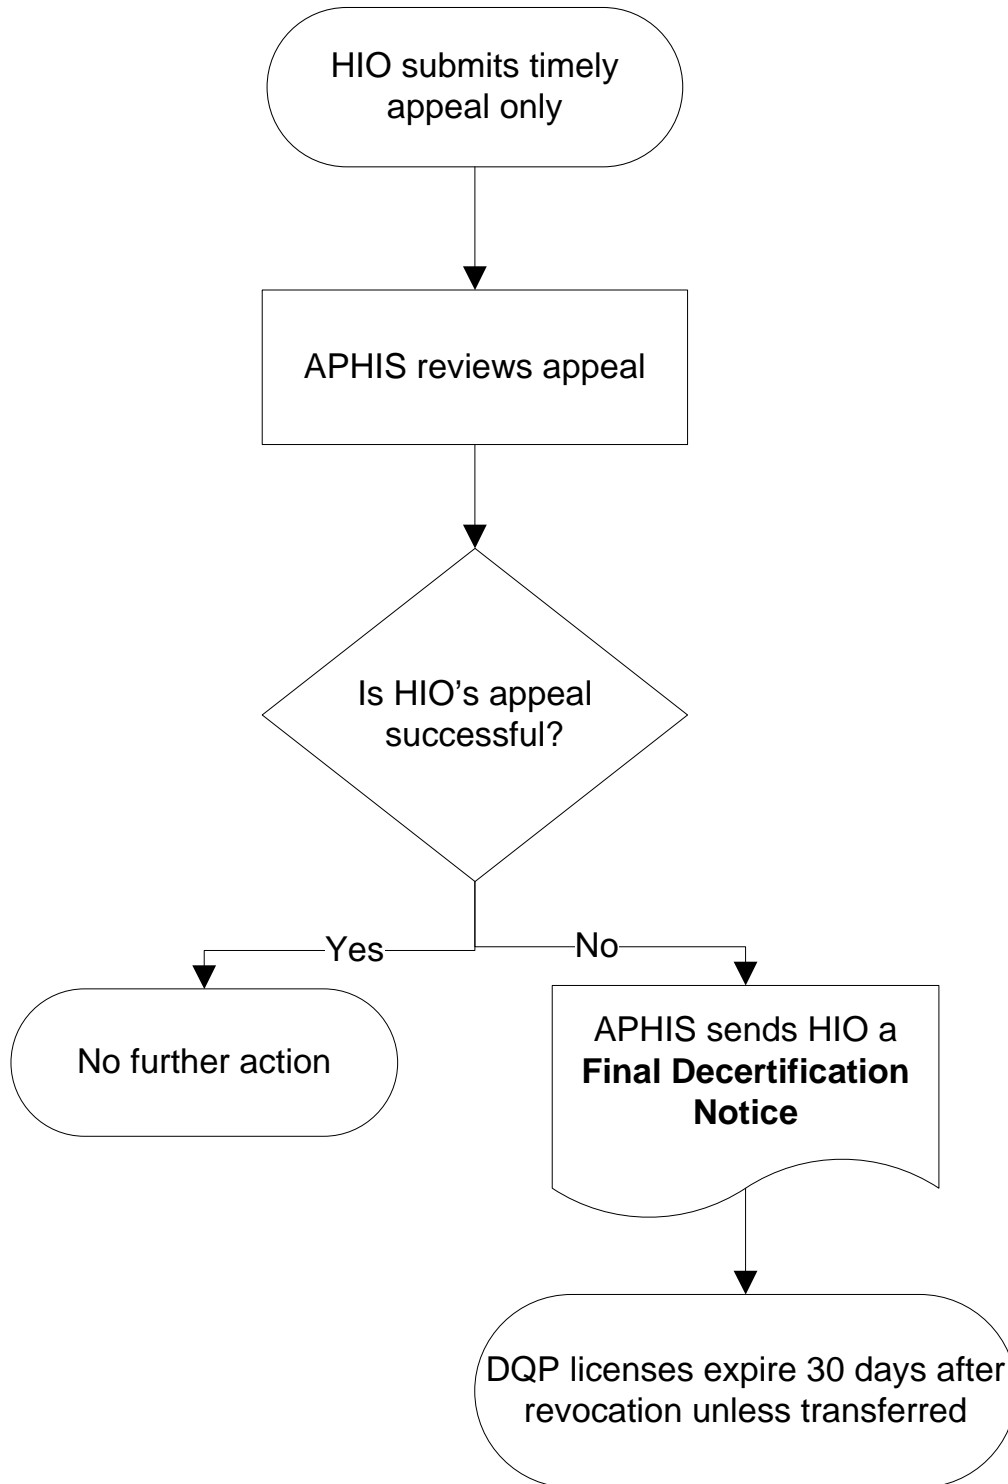 HIO submits timely
appeal only
APHIS reviews appeal
Is HIO’s appeal
successful?
Yes
No
No further action
APHIS sends HIO a
Final Decertification
Notice
DQP licenses expire 30 days after
revocation unless transferred